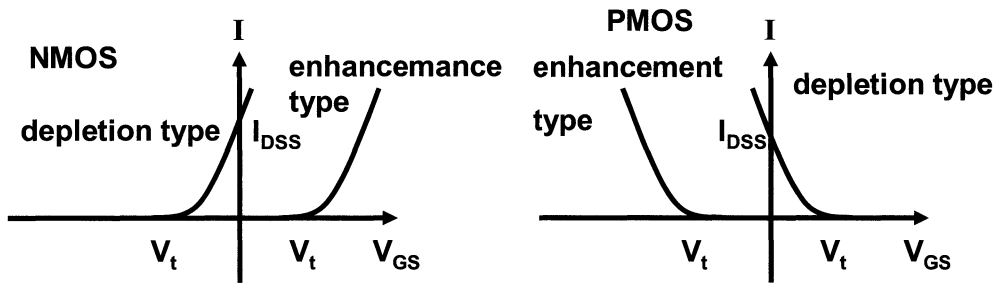 I
NMOS
enhancemance
type
depletion type
IDSS
Vt
Vt
VGS
PMOS
I
enhancement
type
depletion type
IDSS
Vt
Vt
VGS